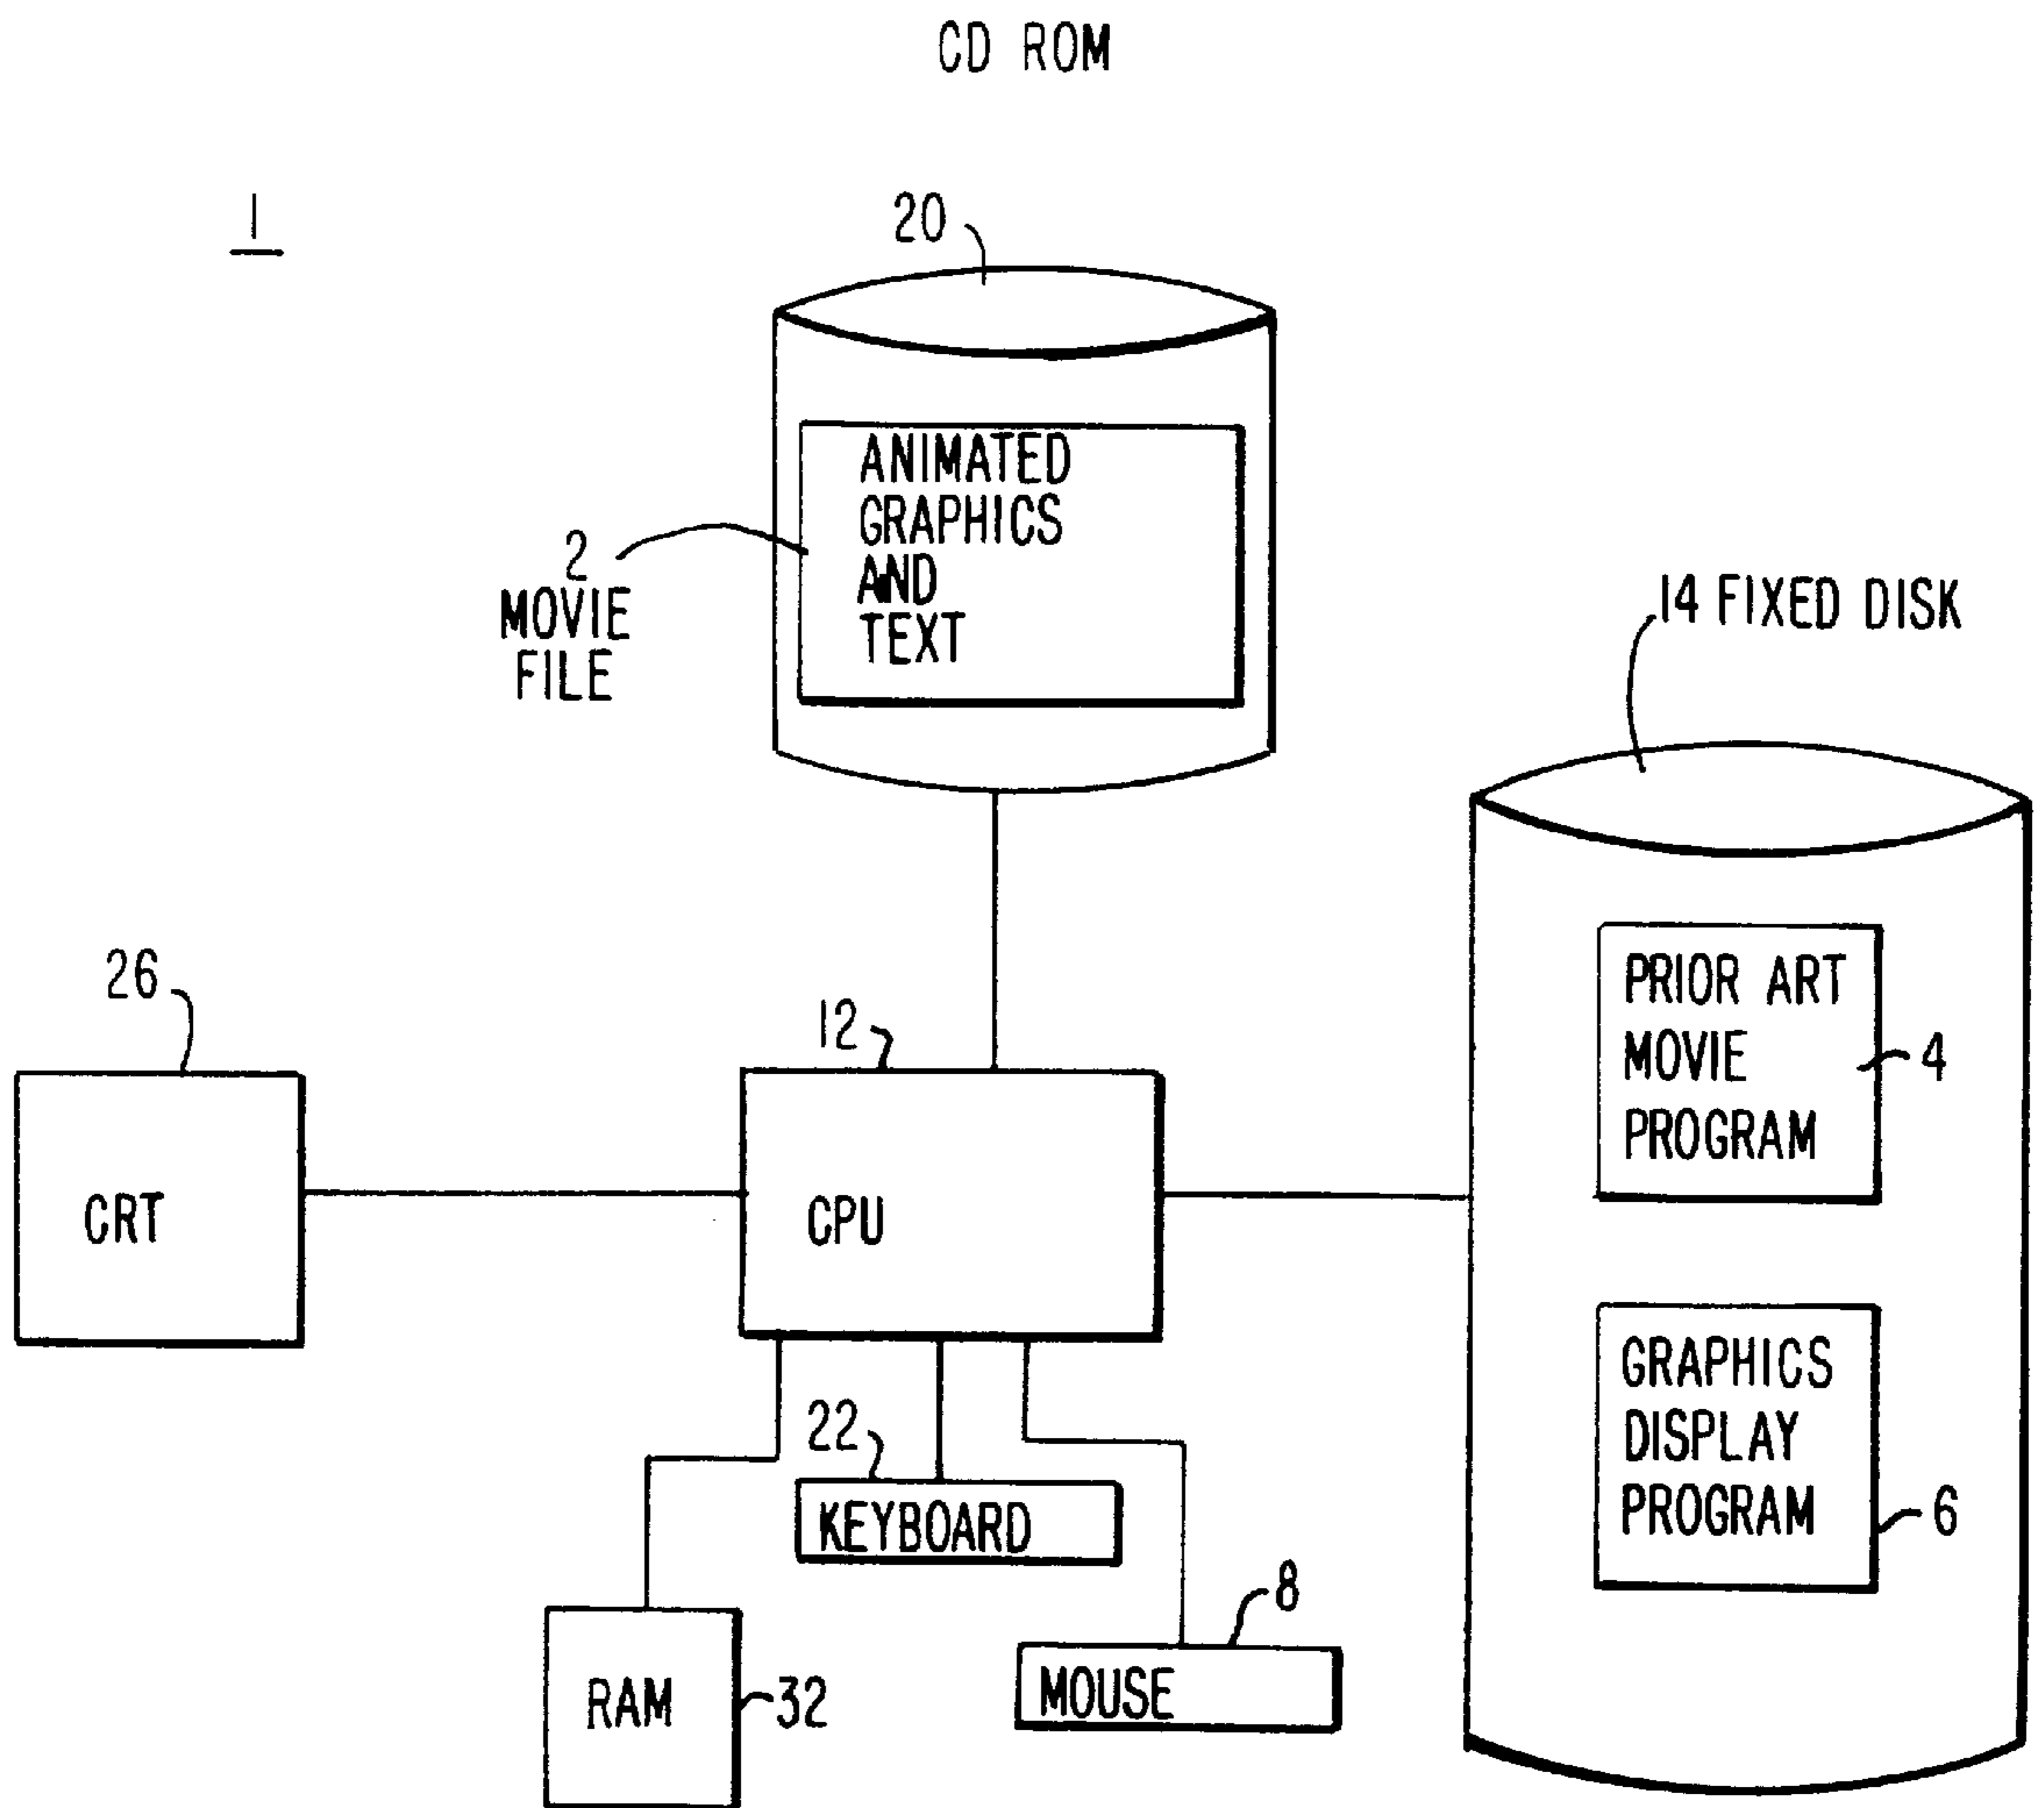 CD ROM
1
20
ANIMATED
GRAPHICS
AND
TEXT
2
MOVIE
FILE
14 FIXED DISK
PRIOR ART
MOVIE
PROGRAM
4
26
12
CRT
CPU
GRAPHICS
DISPLAY
PROGRAM
6
22
KEYBOARD
8
MOUSE
RAM
32